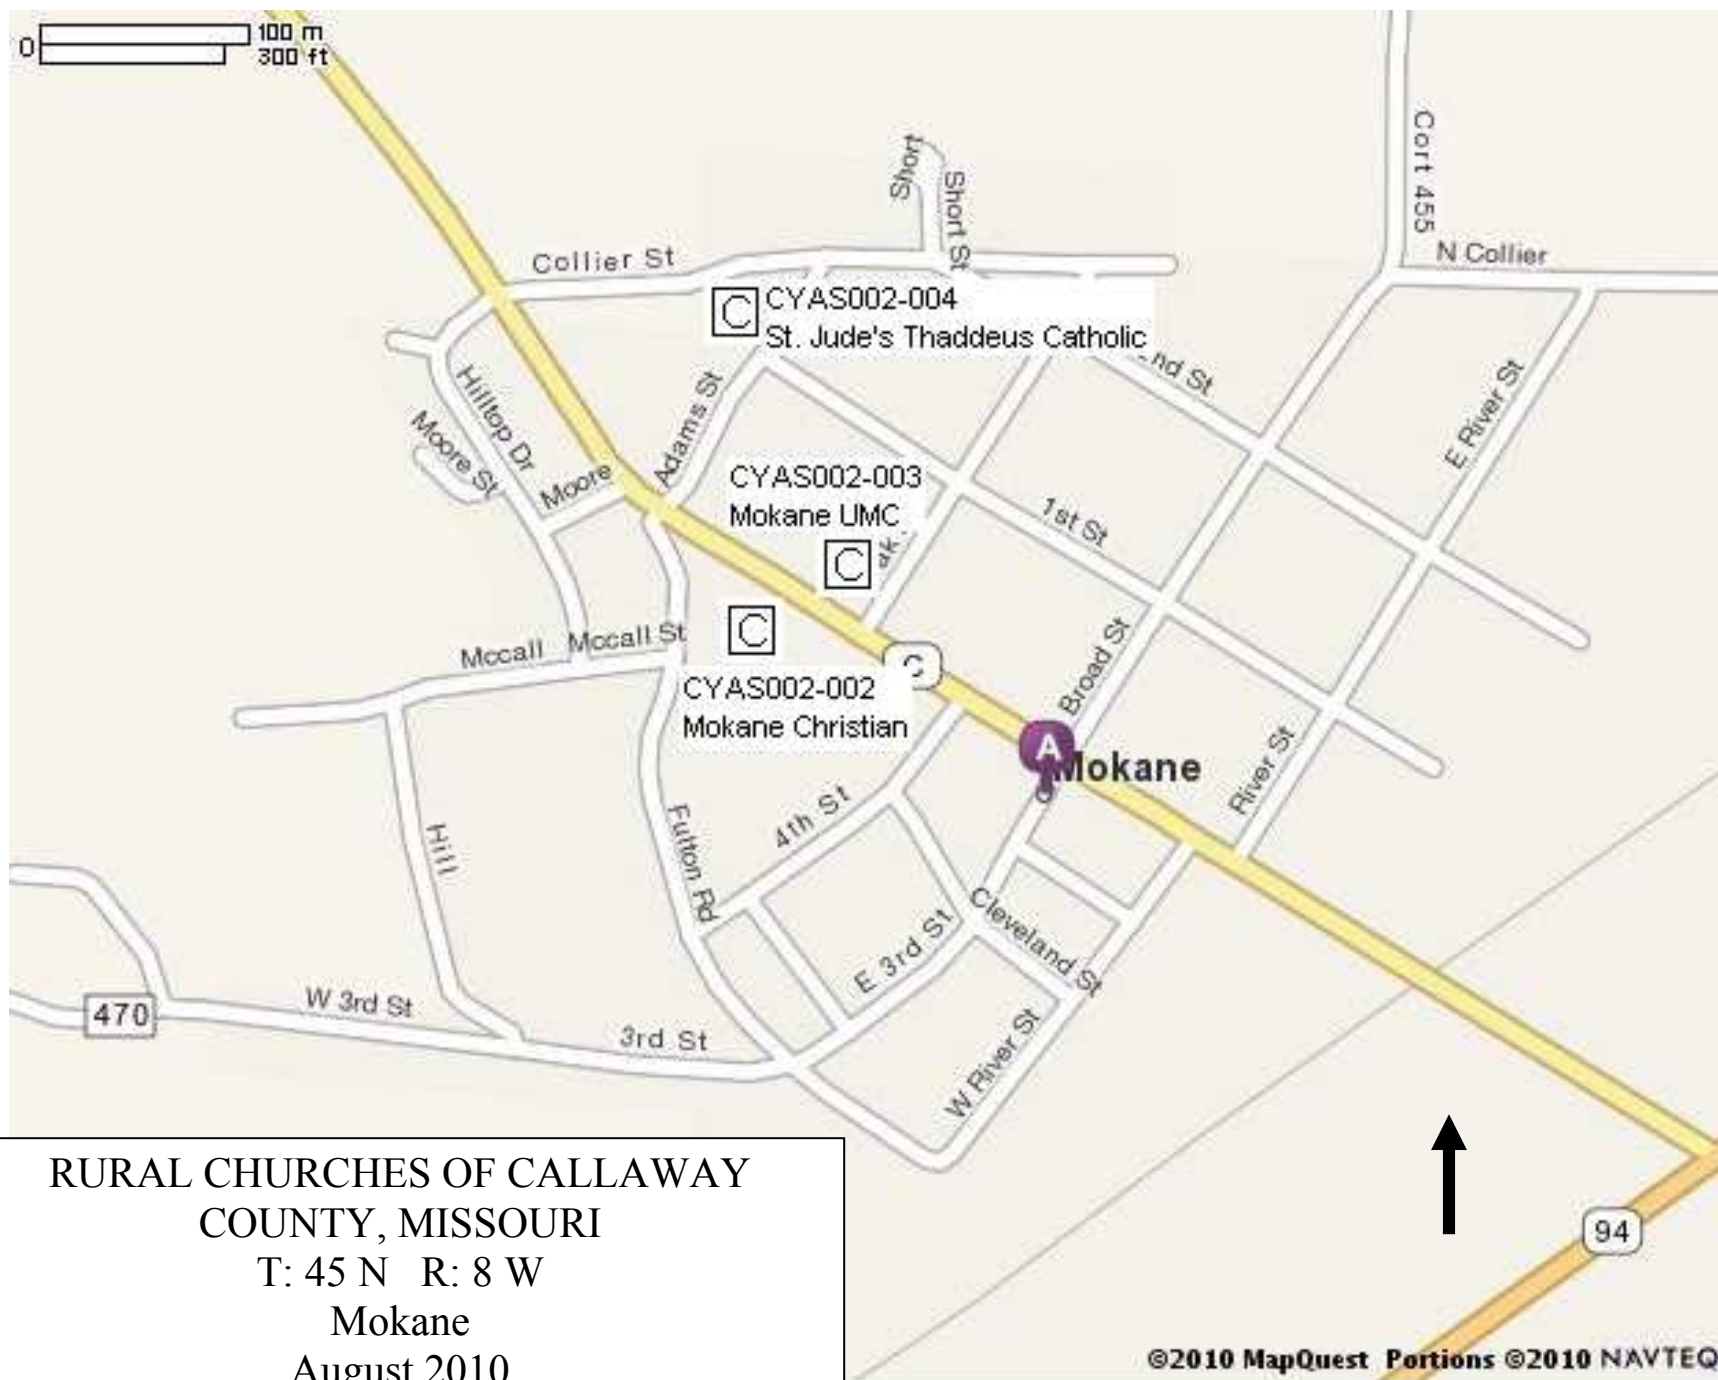 0
100 m
300 ft
Short
Short St
Cort 455
N Collier
Collier St
CYAS002-004
St. Jude's Thaddeus Catholic
nd St
E River St
Hilltop Dr
Moore St
Moore
Adams St
CYAS002-003
Mokane UMC
1st St
Mccall
Mccall St
C
C
C
CYAS002-002
Mokane Christian
Broad St
A
Mokane
River St
4th St
Hill
Fulton Rd
E 3rd St
Cleveland St
470
W 3rd St
3rd St
W River St
94
RURAL CHURCHES OF CALLAWAY
COUNTY, MISSOURI
T: 45 N R: 8 W
Mokane
August 2010
©2010 MapQuest Portions ©2010 NAVTEQ